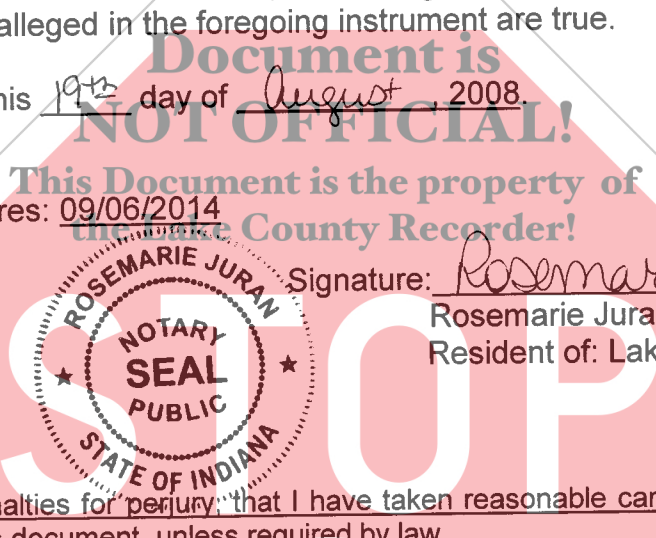 alleged in the foregoing instrument are true.
Document is
his 19th day of August, 2008.
NOT OFFICIAL!
This Document is the property of
res: 09/06/2014
the Lake County Recorder!
ROSEMARIE JURAN
NOTARY
SEAL
PUBLIC
STATE OF INDIANA
Signature: Rosemar
Rosemarie Jura
Resident of: Lak
STOP
alties for perjury, that I have taken reasonable car
document, unless required by law